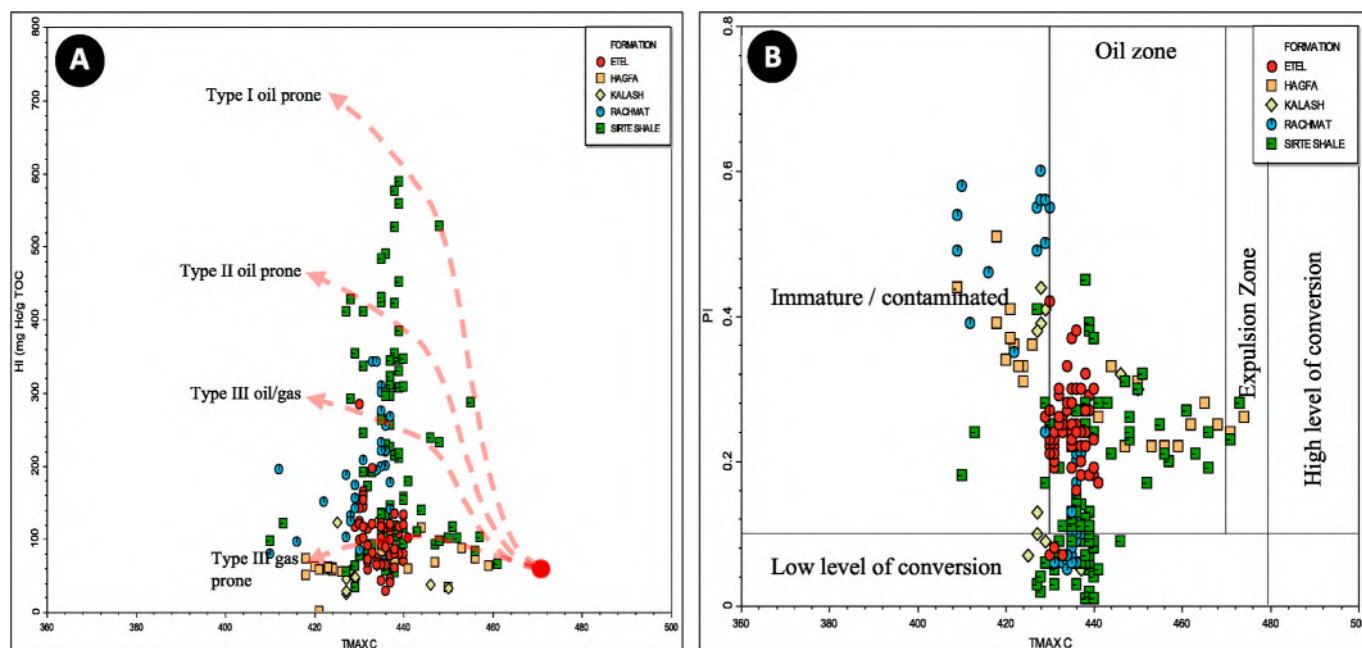 A
FORMATION
ETEL
HAGFA
KALASH
RACHMAT
SIRTE SHALE
Type I oil prone
Type II oil prone
Type III oil/gas
Type III gas
prone
HI (mg Hc/g TOC
800
700
600
500
400
300
200
100
0
360
380
400
420
440
460
480
500
TMAX C
B
Oil zone
FORMATION
ETEL
HAGFA
KALASH
RACHMAT
SIRTE SHALE
Immature / contaminated
Expulsion Zone
High level of conversion
Low level of conversion
PI
0.8
0.6
0.4
0.2
0
360
380
400
420
440
460
480
500
TMAX C